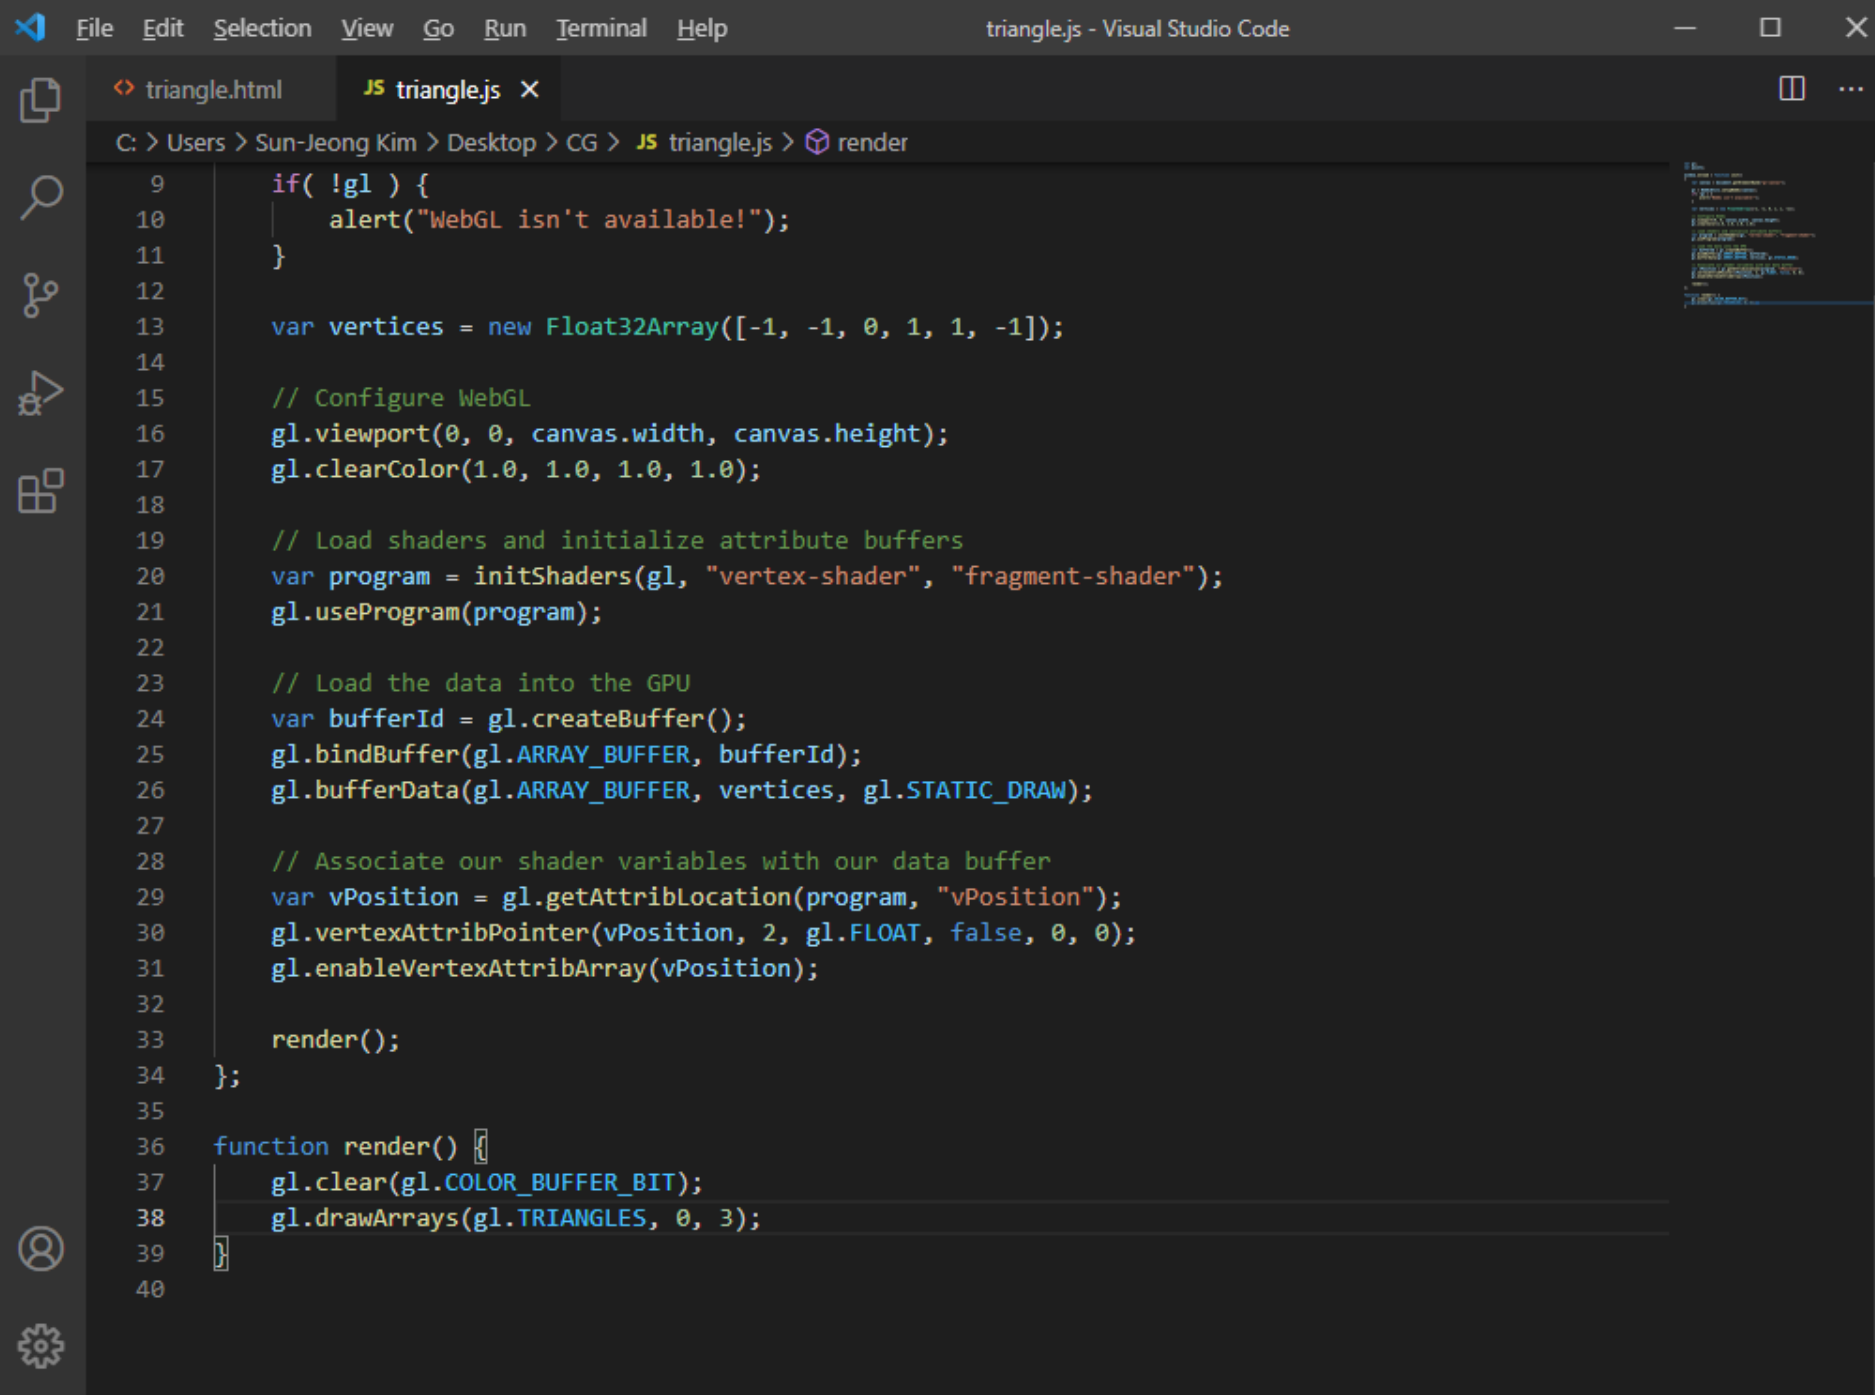 File Edit Selection View Go Run Terminal Help triangle.js - Visual Studio Code
triangle.html JS triangle.js
C: > Users > Sun-Jeong Kim > Desktop > CG > JS triangle.js > render
9 if( !gl ) {
10 alert("WebGL isn't available!");
11 }
12
13 var vertices = new Float32Array([-1, -1, 0, 1, 1, -1]);
14
15 // Configure WebGL
16 gl.viewport(0, 0, canvas.width, canvas.height);
17 gl.clearColor(1.0, 1.0, 1.0, 1.0);
18
19 // Load shaders and initialize attribute buffers
20 var program = initShaders(gl, "vertex-shader", "fragment-shader");
21 gl.useProgram(program);
22
23 // Load the data into the GPU
24 var bufferId = gl.createBuffer();
25 gl.bindBuffer(gl.ARRAY_BUFFER, bufferId);
26 gl.bufferData(gl.ARRAY_BUFFER, vertices, gl.STATIC_DRAW);
27
28 // Associate our shader variables with our data buffer
29 var vPosition = gl.getAttribLocation(program, "vPosition");
30 gl.vertexAttribPointer(vPosition, 2, gl.FLOAT, false, 0, 0);
31 gl.enableVertexAttribArray(vPosition);
32
33 render();
34 };
35
36 function render() {
37 gl.clear(gl.COLOR_BUFFER_BIT);
38 gl.drawArrays(gl.TRIANGLES, 0, 3);
39 }
40